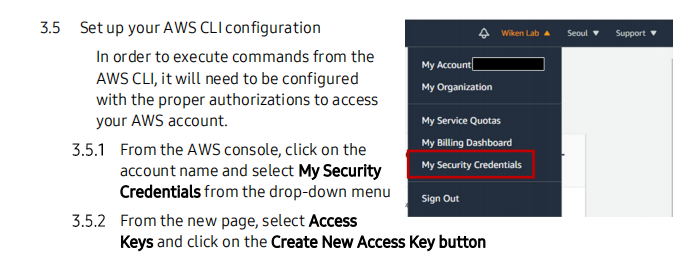 3.5 Set up your AWS CLI configuration
In order to execute commands from the
AWS CLI, it will need to be configured
with the proper authorizations to access
your AWS account.
3.5.1 From the AWS console, click on the
account name and select My Security
Credentials from the drop-down menu
3.5.2 From the new page, select Access
Keys and click on the Create New Access Key button
Wiken Lab ▲ Seoul ▼ Support ▼
My Account
My Organization
My Service Quotas
My Billing Dashboard
My Security Credentials
Sign Out